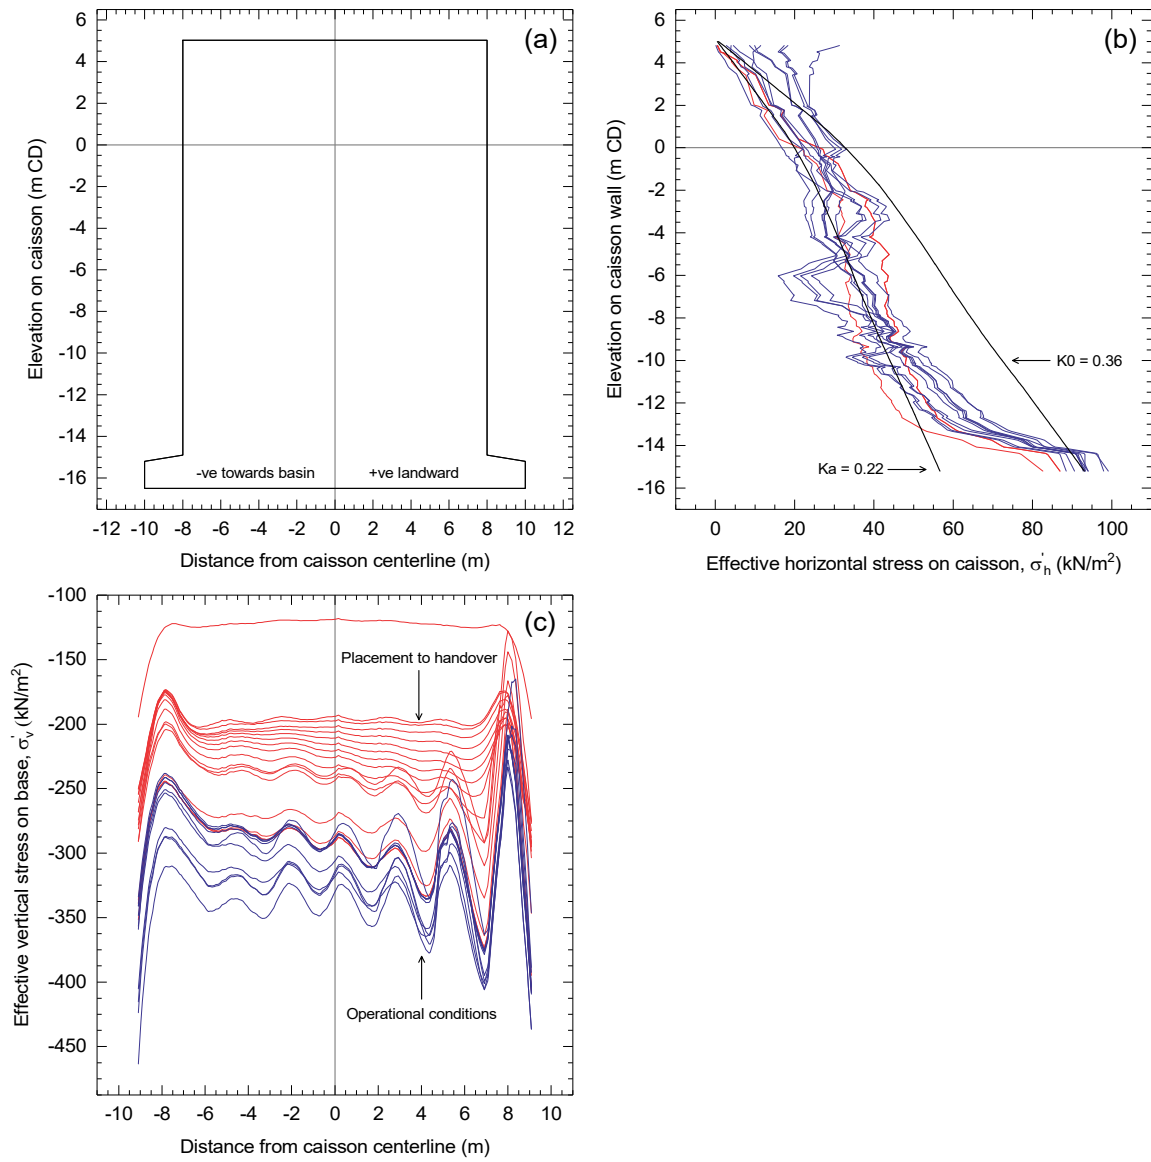 (a)
Elevation on caisson (m CD)
6
4
2
0
-2
-4
-6
-8
-10
-12
-14
-16
-ve towards basin
+ve landward
-12 -10 -8 -6 -4 -2 0 2 4 6 8 10 12
Distance from caisson centerline (m)
(b)
Elevation on caisson wall (m CD)
6
4
2
0
-2
-4
-6
-8
-10
-12
-14
-16
K0 = 0.36
Ka = 0.22
0 20 40 60 80 100
Effective horizontal stress on caisson, σ'h (kN/m²)
(c)
Effective vertical stress on base, σ'v (kN/m²)
-100
-150
-200
-250
-300
-350
-400
-450
Placement to handover
Operational conditions
-10 -8 -6 -4 -2 0 2 4 6 8 10
Distance from caisson centerline (m)